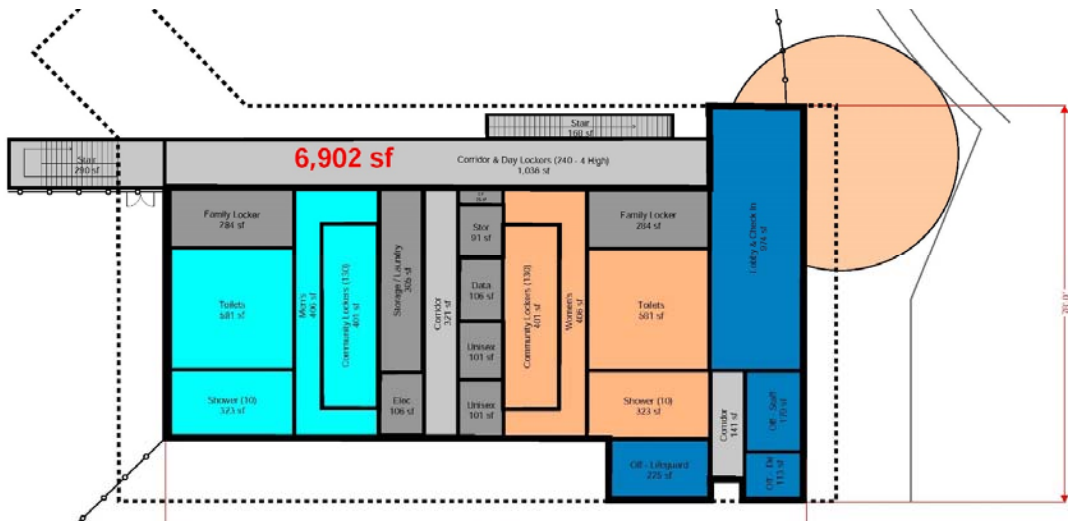 Stair
168 sf
6,902 sf
Corridor & Day Lockers (240 - 4 High)
1,036 sf
Stair
290 sf
Family Locker
284 sf
Toilets
581 sf
Shower (10)
323 sf
Men's
406 sf
Community Lockers (130)
401 sf
Storage / Laundry
305 sf
Elec
106 sf
Corridor
321 sf
Stor
91 sf
Data
106 sf
Unisex
101 sf
Unisex
101 sf
Community Lockers (130)
401 sf
Women's
406 sf
Family Locker
284 sf
Toilets
581 sf
Shower (10)
323 sf
Lobby & Check In
974 sf
Corridor
141 sf
Off - Staff
170 sf
Off - Dir
113 sf
Off - Lifeguard
225 sf